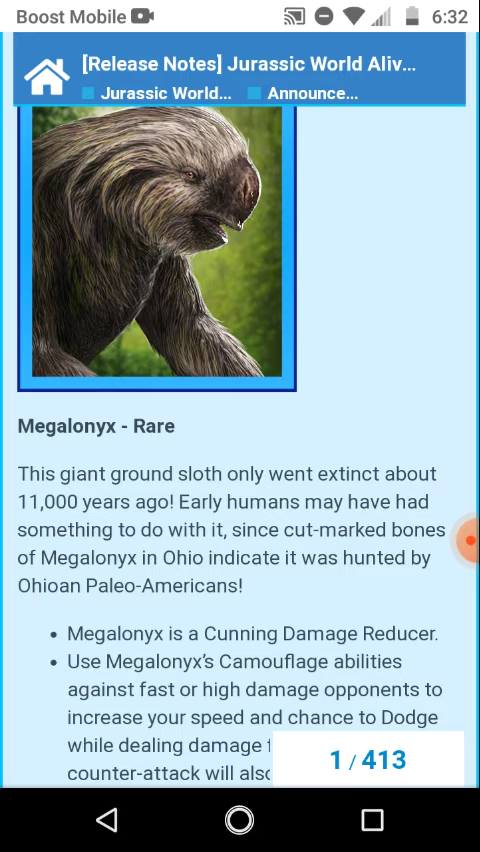 Boost Mobile 6:32
[Release Notes] Jurassic World Aliv...
Jurassic World... Announce...
Megalonyx - Rare
This giant ground sloth only went extinct about
11,000 years ago! Early humans may have had
something to do with it, since cut-marked bones
of Megalonyx in Ohio indicate it was hunted by
Ohioan Paleo-Americans!
• Megalonyx is a Cunning Damage Reducer.
• Use Megalonyx’s Camouflage abilities
against fast or high damage opponents to
increase your speed and chance to Dodge
while dealing damage
counter-attack will
1 / 413